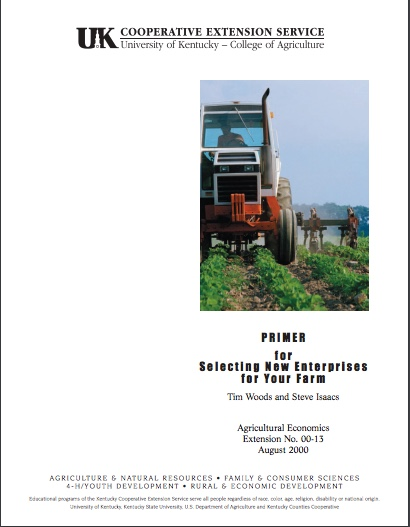 UK COOPERATIVE EXTENSION SERVICE
University of Kentucky – College of Agriculture
PRIMER
for
Selecting New Enterprises
for Your Farm
Tim Woods and Steve Isaacs
Agricultural Economics
Extension No. 00-13
August 2000
AGRICULTURE & NATURAL RESOURCES • FAMILY & CONSUMER SCIENCES
4-H/YOUTH DEVELOPMENT • RURAL & ECONOMIC DEVELOPMENT
Educational programs of the Kentucky Cooperative Extension Service serve all people regardless of race, color, age, religion, disability or national origin.
University of Kentucky, Kentucky State University, U.S. Department of Agriculture and Kentucky Counties Cooperative